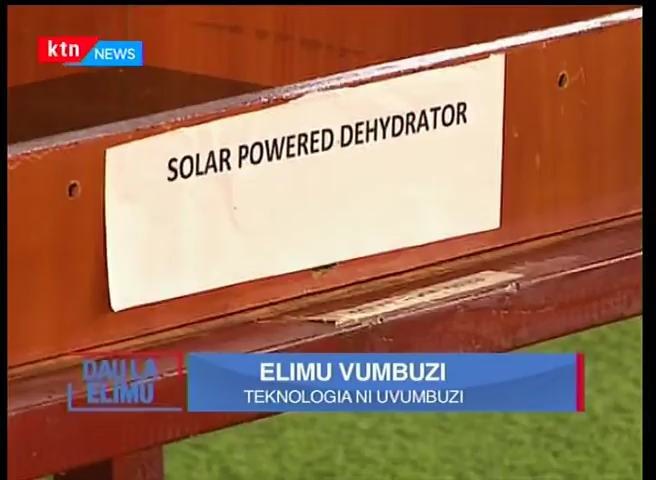 ktn NEWS
SOLAR POWERED DEHYDRATOR
DAU LA
ELIMU
ELIMU VUMBUZI
TEKNOLOGIA NI UVUMBUZI